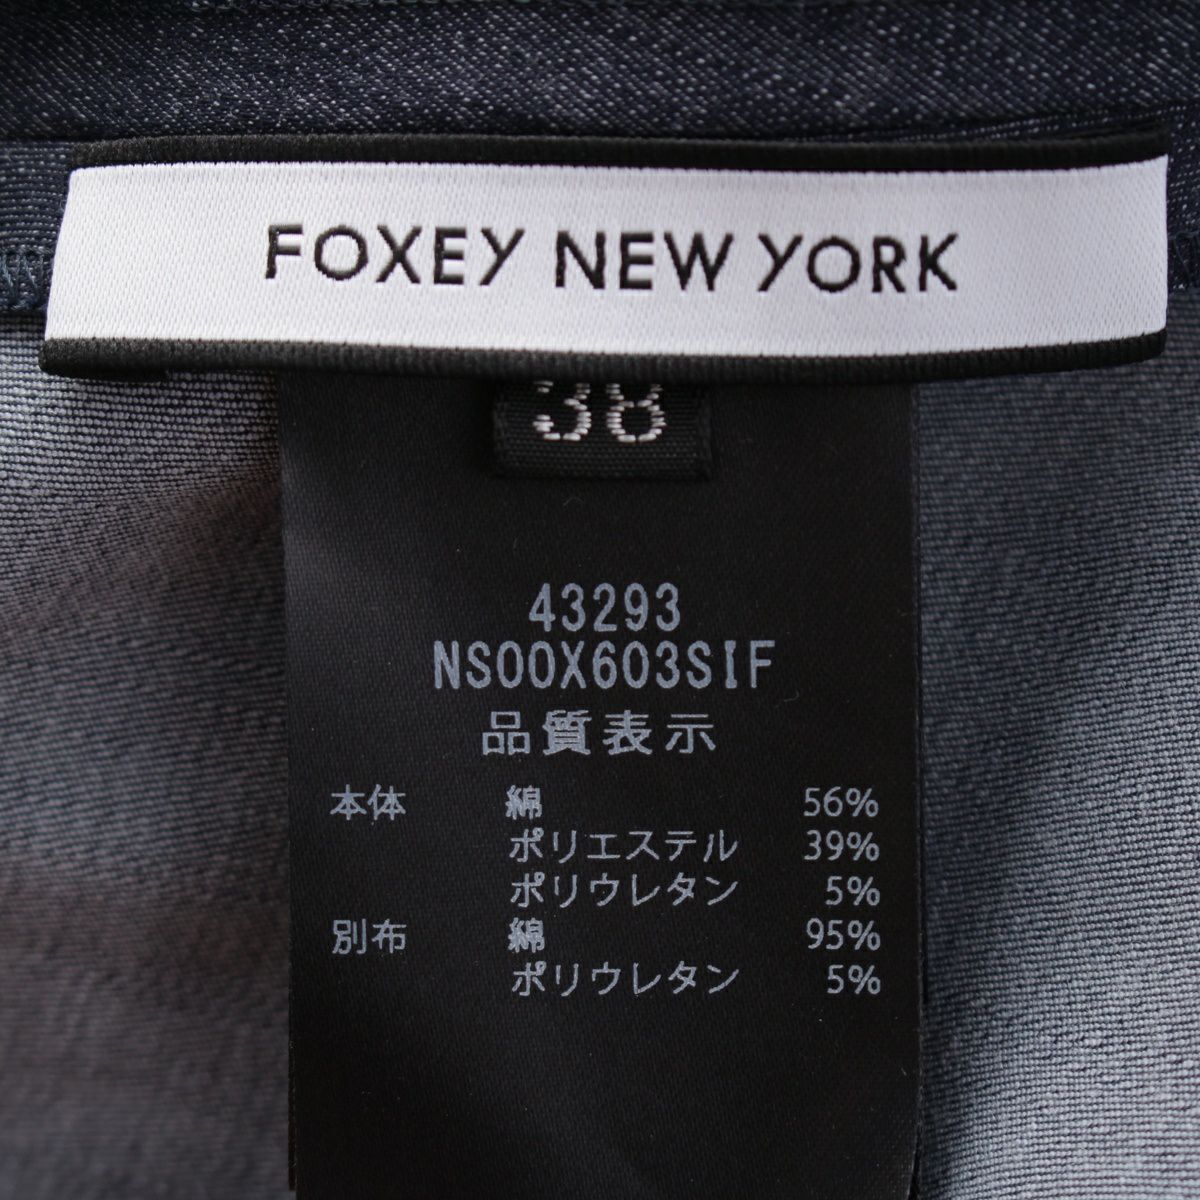 FOXEY NEW YORK
38
43293
NS00X603SIF
品質表示
本体 綿 56%
ポリエステル 39%
ポリウレタン 5%
別布 綿 95%
ポリウレタン 5%